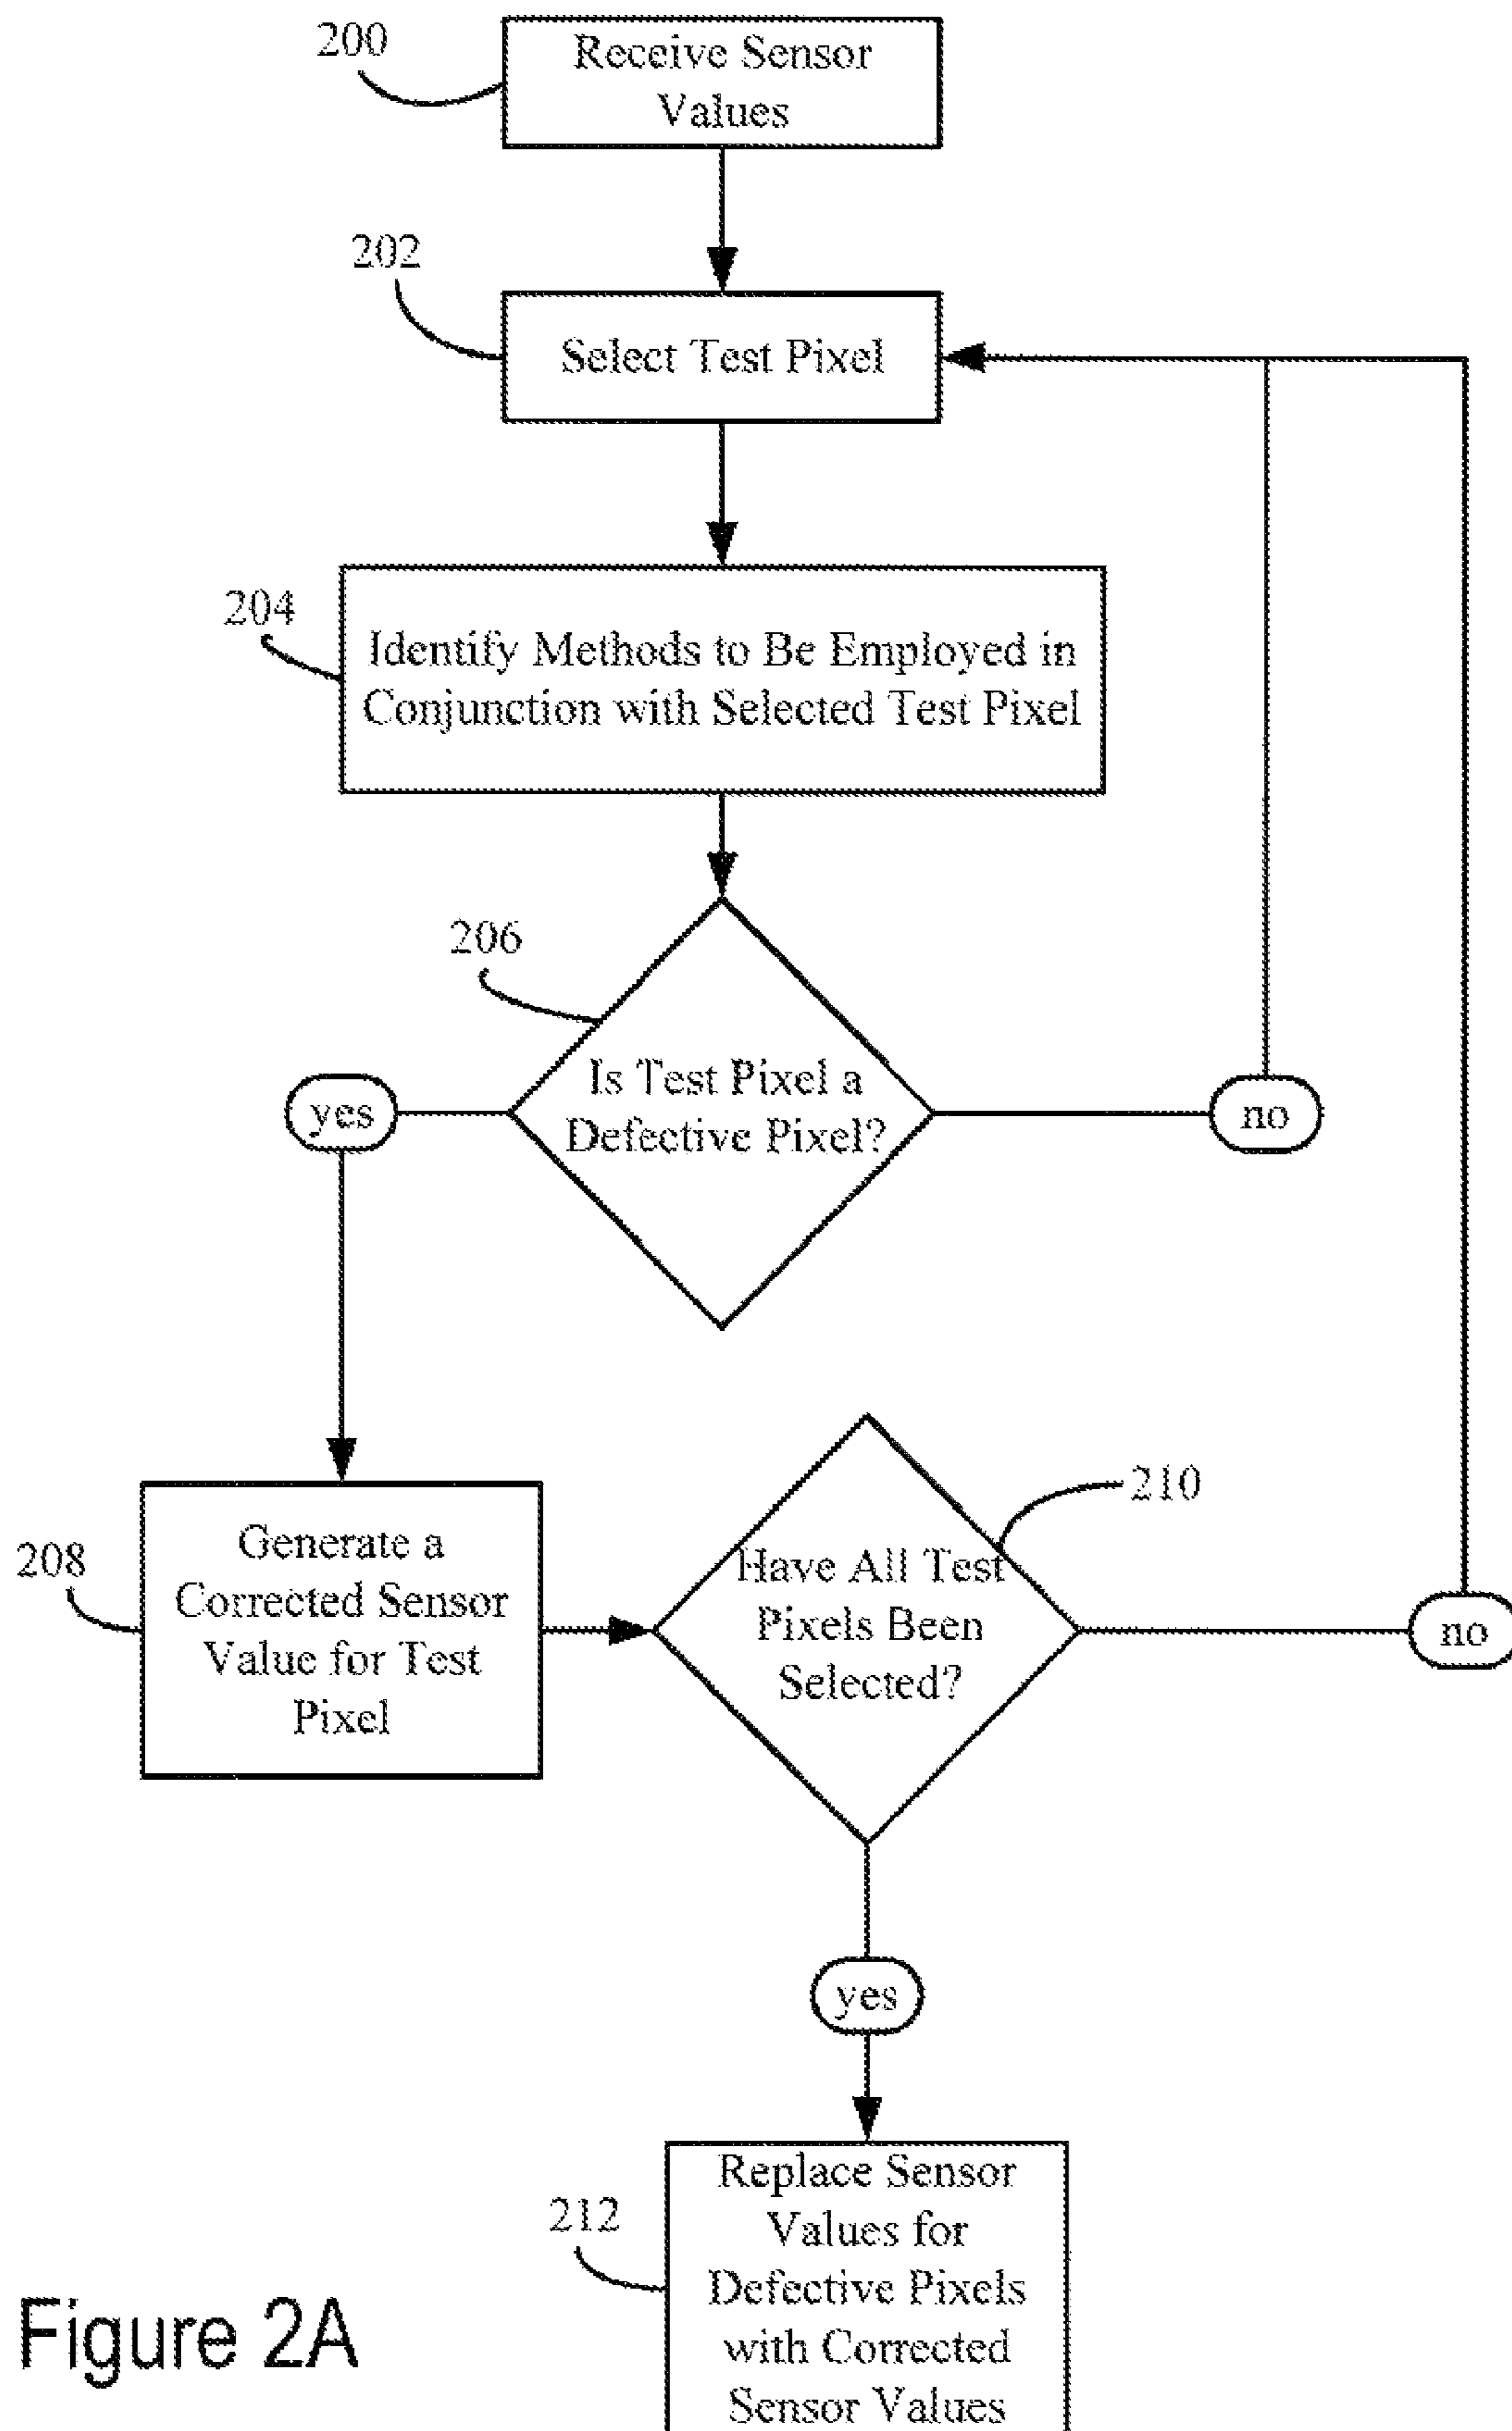 200
Receive Sensor
Values
202
Select Test Pixel
204
Identify Methods to Be Employed in
Conjunction with Selected Test Pixel
206
Is Test Pixel a
Defective Pixel?
yes
no
208
Generate a
Corrected Sensor
Value for Test
Pixel
210
Have All Test
Pixels Been
Selected?
no
yes
212
Replace Sensor
Values for
Defective Pixels
with Corrected
Sensor Values
Figure 2A